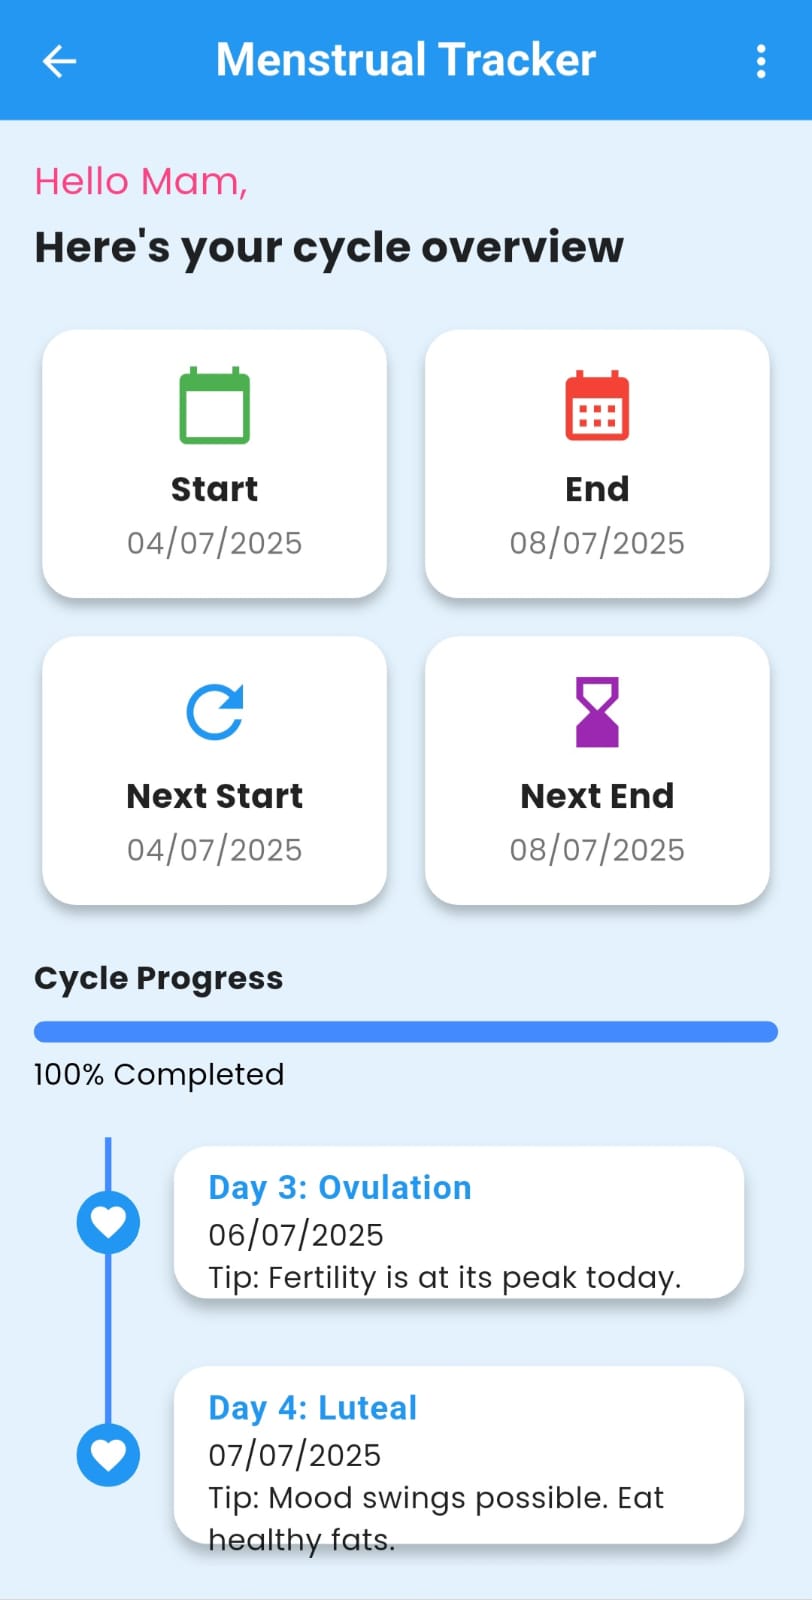 Menstrual Tracker
Hello Mam,
Here's your cycle overview
Start
04/07/2025
End
08/07/2025
Next Start
04/07/2025
Next End
08/07/2025
Cycle Progress
100% Completed
Day 3: Ovulation
06/07/2025
Tip: Fertility is at its peak today.
Day 4: Luteal
07/07/2025
Tip: Mood swings possible. Eat
healthy fats.